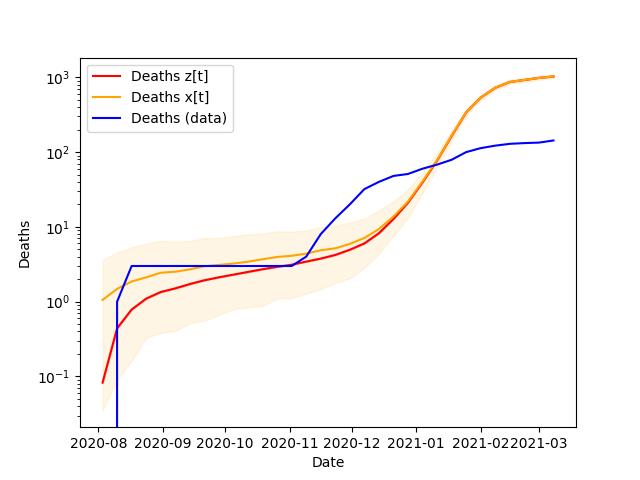 Deaths z[t]
Deaths x[t]
Deaths (data)
10³
10²
10¹
10⁰
10⁻¹
Deaths
2020-08 2020-09 2020-10 2020-11 2020-12 2021-01 2021-02 2021-03
Date